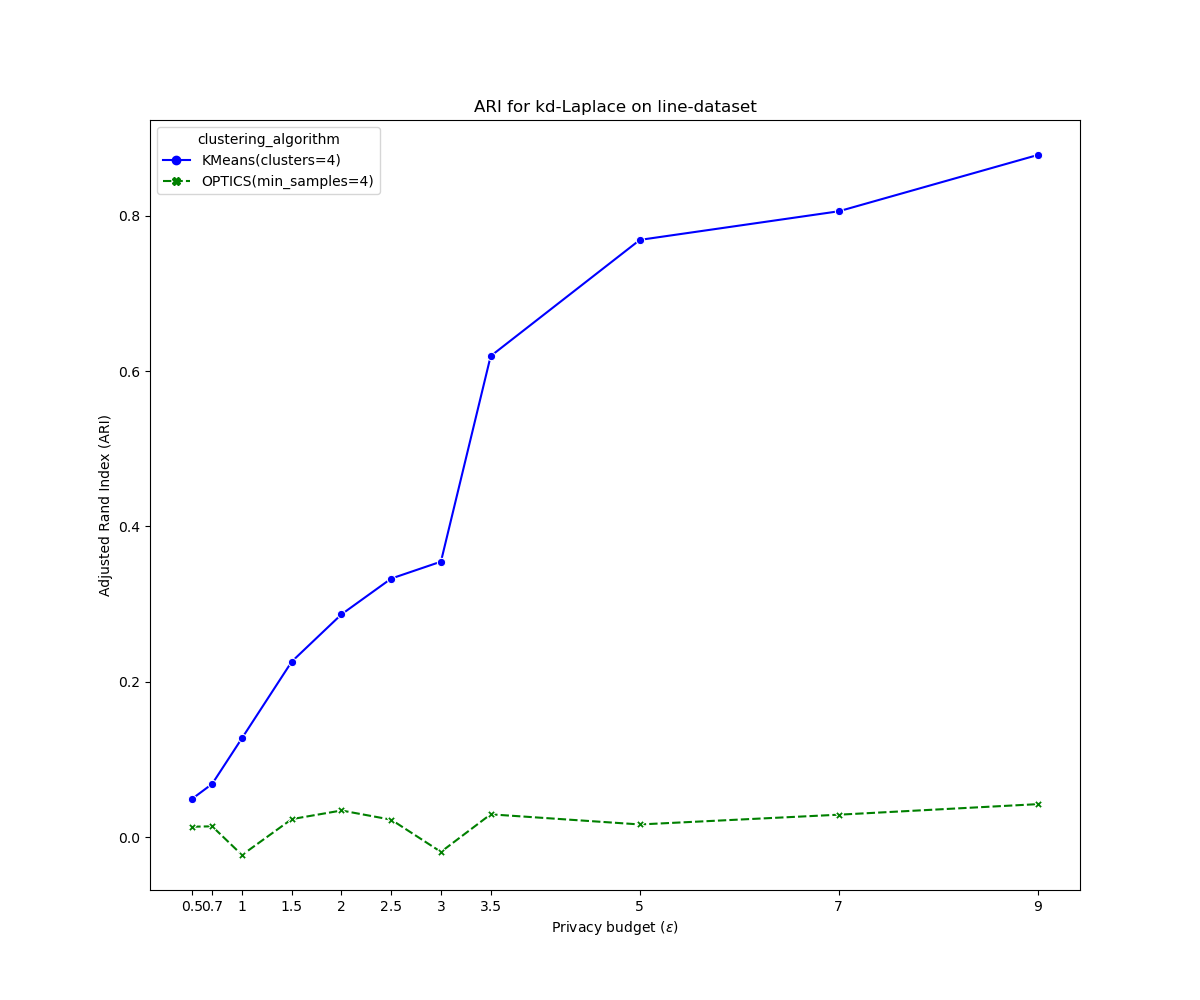 ARI for kd-Laplace on line-dataset
clustering_algorithm
KMeans(clusters=4)
OPTICS(min_samples=4)
Adjusted Rand Index (ARI)
0.8
0.6
0.4
0.2
0.0
0.5 0.7 1 1.5 2 2.5 3 3.5 5 7 9
Privacy budget (ε)